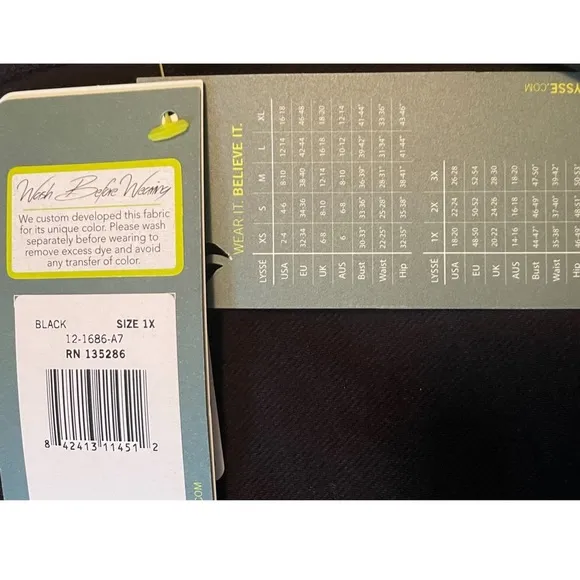 Wash Before Wearing
We custom developed this fabric
for its unique color. Please wash
separately before wearing to
remove excess dye and avoid
any transfer of color.
BLACK SIZE 1X
12-1686-A7
RN 135286
8 42413 11451 2
.COM
WEAR IT. BELIEVE IT.
LYSSE XS S M L XL
USA 2-4 4-6 8-10 12-14 16-18
EU 32-34 34-36 38-40 42-44 46-48
UK 6-8 8-10 12-14 16-18 18-20
AUS 6 6-8 8-10 10-12 12-14
Bust 30-33" 33-36" 36-39" 39-42" 41-44"
Waist 22-25" 25-28" 28-31" 31-34" 33-36"
Hip 32-35" 35-38" 38-41" 41-44" 43-46"
LYSSE 1X 2X 3X
USA 18-20 22-24 26-28
EU 48-50 50-52 52-54
UK 20-22 24-26 28-30
AUS 14-16 16-18 18-20
Bust 44-47" 46-49" 47-50"
Waist 35-38" 37-40" 39-42"
Hip
YSSE.COM